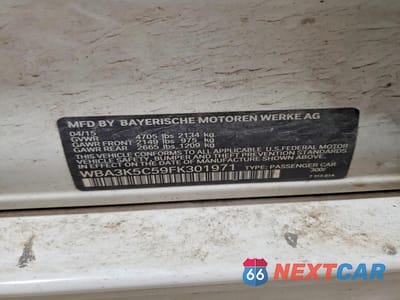 MFD BY BAYERISCHE MOTOREN WERKE AG
04/15
GVWR 4705 lbs 2134 kg
GAWR FRONT 2149 lbs 975 kg
GAWR REAR 2665 lbs 1209 kg
THIS VEHICLE CONFORMS TO ALL APPLICABLE U.S. FEDERAL MOTOR
VEHICLE SAFETY, BUMPER AND THEFT PREVENTION STANDARDS
IN EFFECT ON THE DATE OF MANUFACTURE SHOWN ABOVE.
WBA3K5C59FK301971 TYPE: PASSENGER CAR
300/
66 NEXTCAR